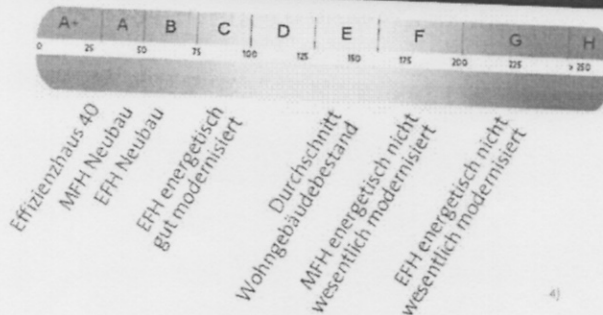 A+ A B C D E F G H
0 25 50 75 100 125 150 175 200 225 > 250
Effizienzhaus 40
MFH Neubau
EFH Neubau
EFH energetisch
gut modernisiert
Durchschnitt
Wohngebäudebestand
MFH energetisch nicht
wesentlich modernisiert
EFH energetisch nicht
wesentlich modernisiert
4)